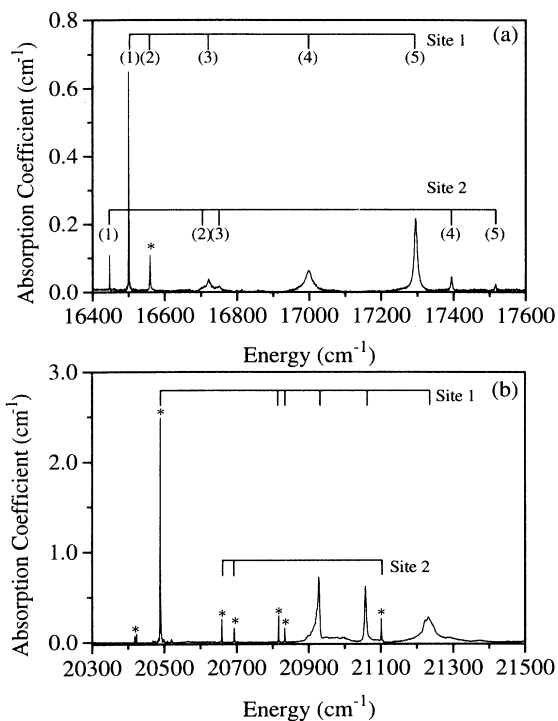 (a)
Site 1
(1) (2) (3) (4) (5)
Site 2
(1) * (2) (3) (4) (5)
0.8
0.6
0.4
0.2
0.0
Absorption Coefficient (cm-1)
16400 16600 16800 17000 17200 17400 17600
Energy (cm-1)
(b)
Site 1
*
Site 2
* * * * * *
3.0
2.0
1.0
0.0
Absorption Coefficient (cm-1)
20300 20500 20700 20900 21100 21300 21500
Energy (cm-1)